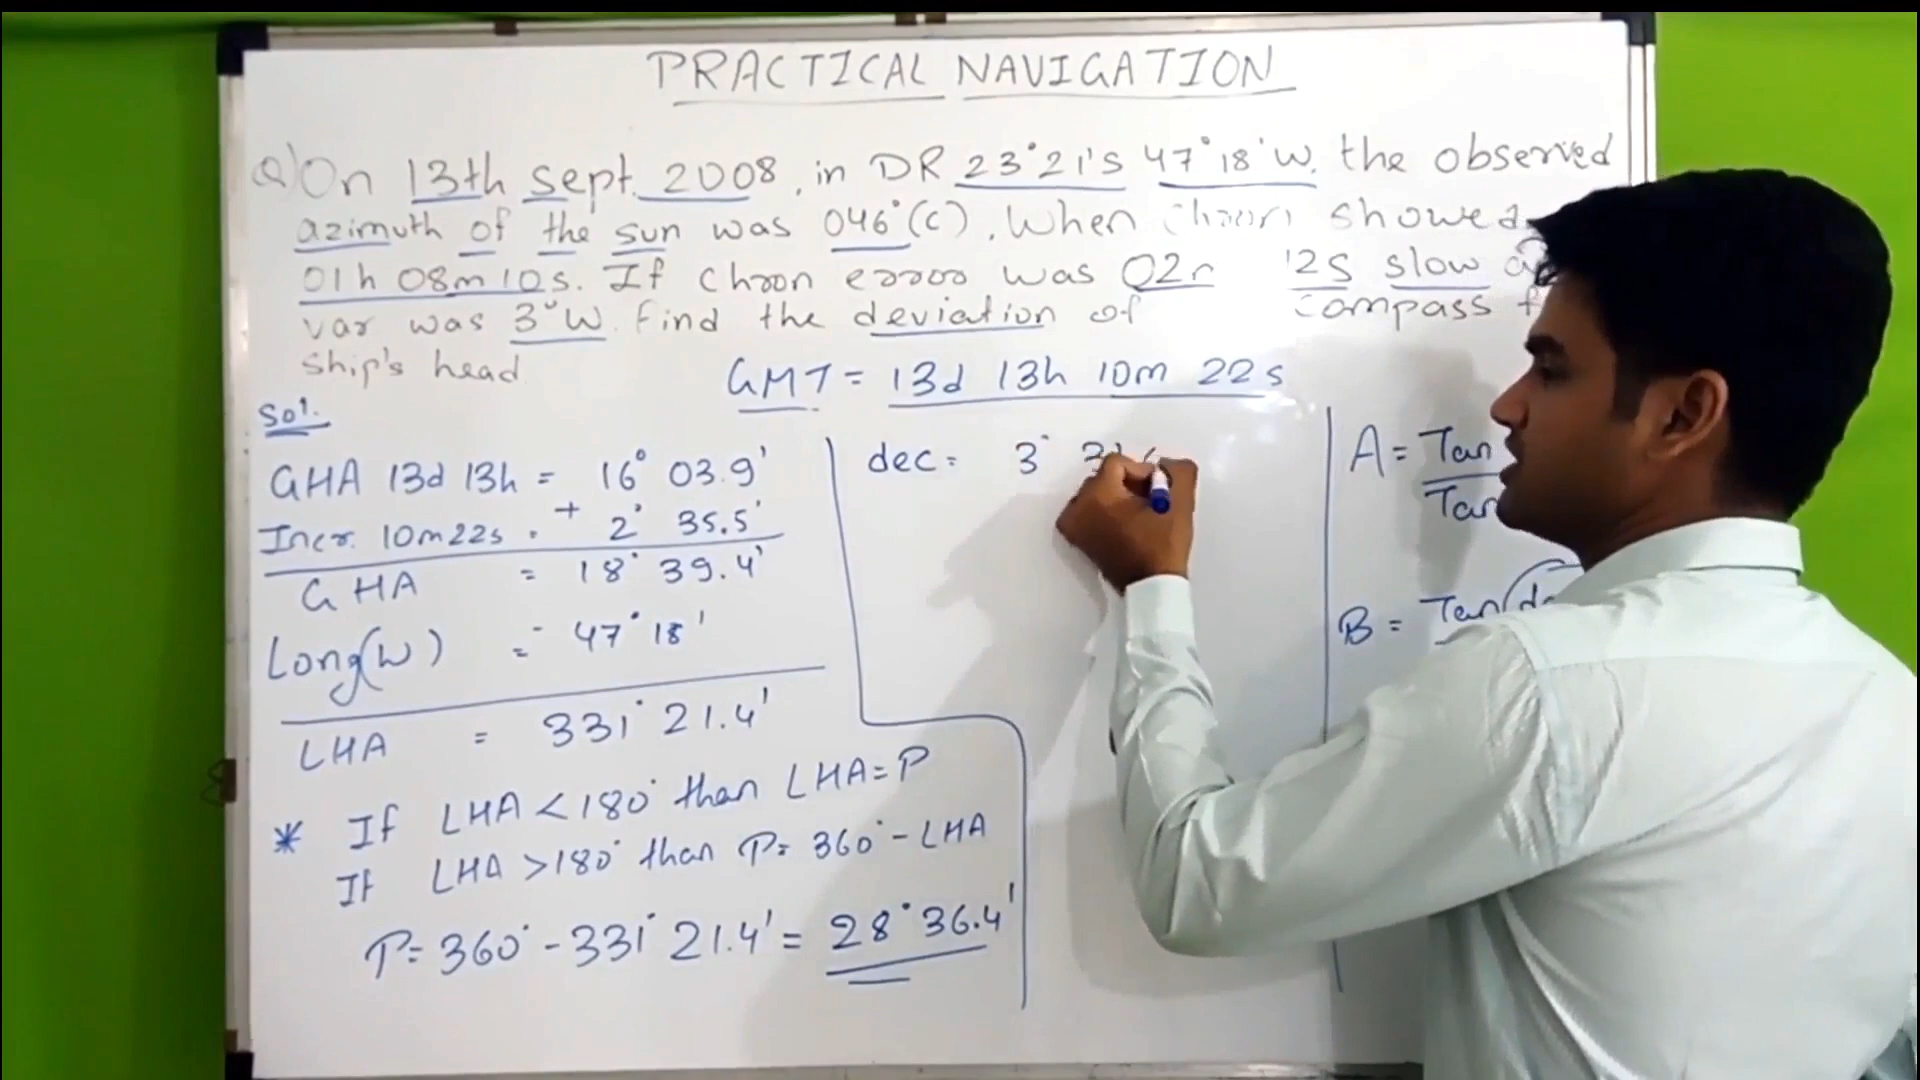 PRACTICAL NAVIGATION
Q) On 13th sept. 2008, in DR 23°21's 47°18'W. the observed
azimuth of the sun was 046°(c). When chron showed
01h 08m 10s. If chron error was 02m 12s slow
var was 3°W. Find the deviation of compass
ship's head
GMT = 13d 13h 10m 22s
Sol.
GHA 13d 13h = 16° 03.9'
Incr. 10m22s = + 2° 35.5'
GHA = 18° 39.4'
Long(W) = - 47° 18'
LHA = 331° 21.4'
* If LHA < 180° than LHA = P
If LHA > 180° than P = 360° - LHA
P = 360° - 331° 21.4' = 28° 36.4'
dec = 3°
A = Tan
Tan
B = Tan